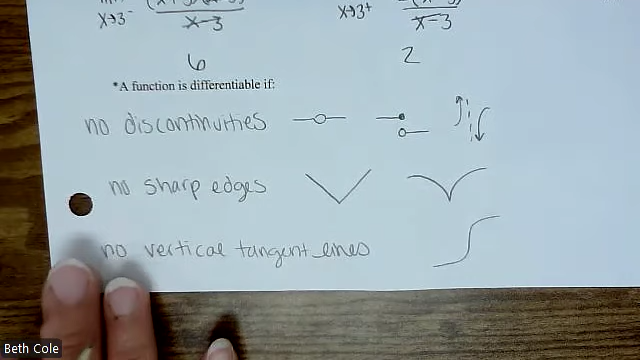 x→3⁻ x-3 x→3⁺ x-3
6 2
*A function is differentiable if:
no discontinuities
no sharp edges
no vertical tangent lines
Beth Cole